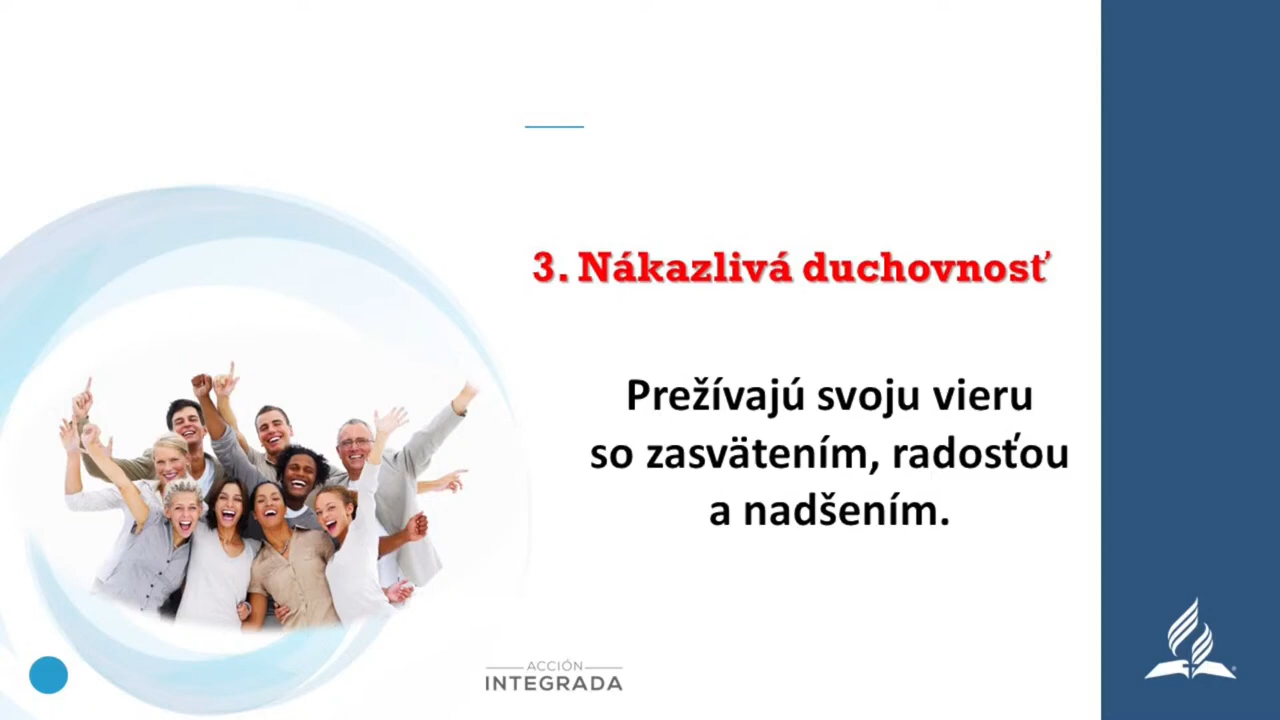 3. Nákazlivá duchovnosť
Prežívajú svoju vieru
so zasvätením, radosťou
a nadšením.
ACCIÓN
INTEGRADA